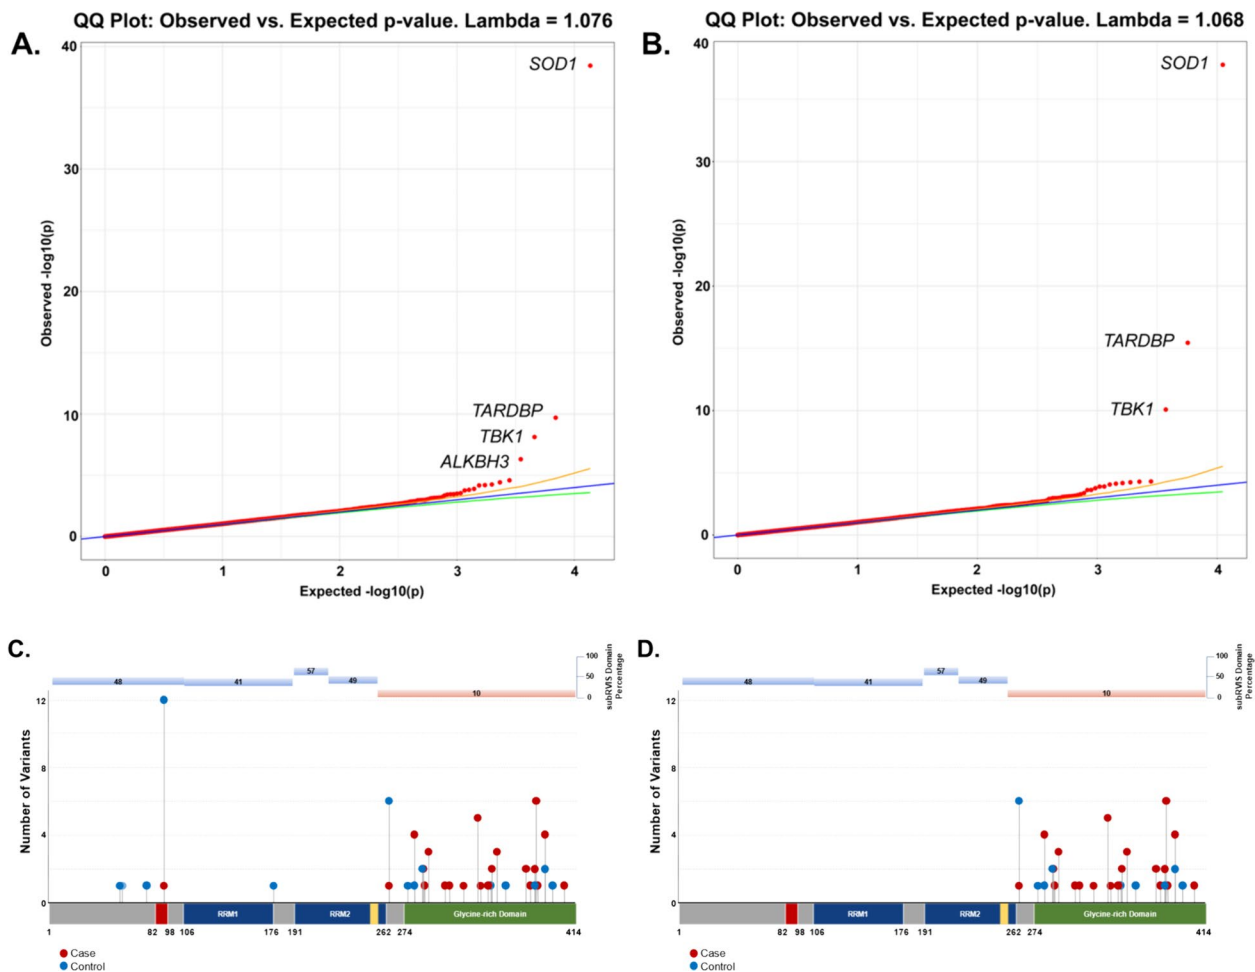 A.
QQ Plot: Observed vs. Expected p-value. Lambda = 1.076
40
30
20
10
0
Observed -log10(p)
SOD1
TARDBP
TBK1
ALKBH3
0 1 2 3 4
Expected -log10(p)
B.
QQ Plot: Observed vs. Expected p-value. Lambda = 1.068
40
30
20
10
0
Observed -log10(p)
SOD1
TARDBP
TBK1
0 1 2 3 4
Expected -log10(p)
C.
48 41 57 49 10
100
50
0
subRVIS Domain
Percentage
12
8
4
0
Number of Variants
RRM1 RRM2 Glycine-rich Domain
1 82 98 106 176 191 262 274 414
Case
Control
D.
48 41 57 49 10
100
50
0
subRVIS Domain
Percentage
12
8
4
0
Number of Variants
RRM1 RRM2 Glycine-rich Domain
1 82 98 106 176 191 262 274 414
Case
Control